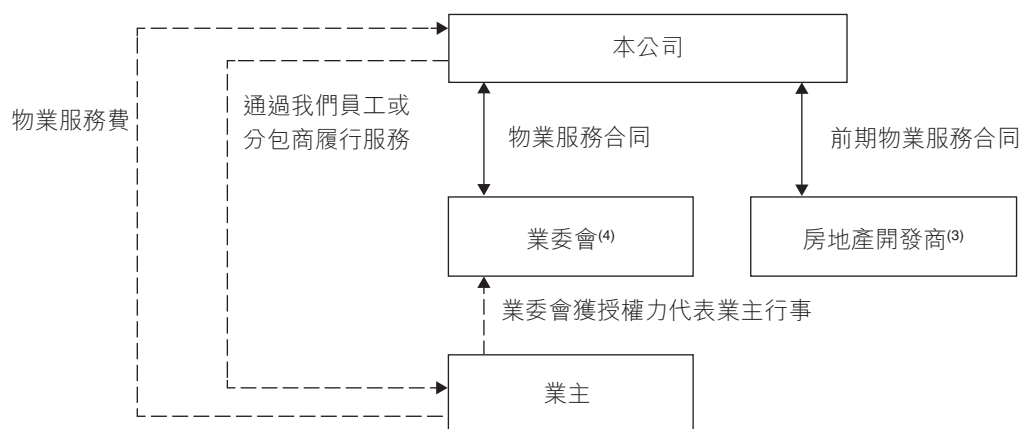 本公司
物業服務費
通過我們員工或
分包商履行服務
物業服務合同
前期物業服務合同
業委會(4)
房地產開發商(3)
業委會獲授權力代表業主行事
業主